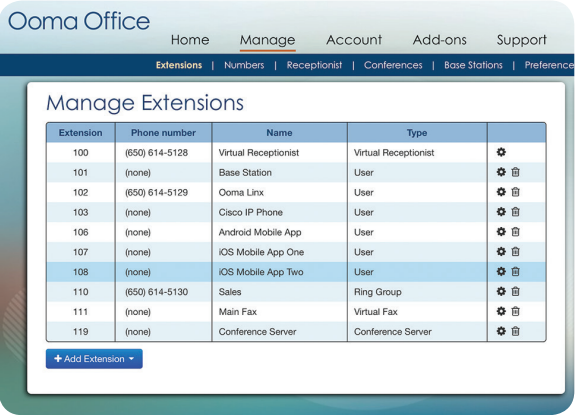 Ooma Office
Home Manage Account Add-ons Support
Extensions | Numbers | Receptionist | Conferences | Base Stations | Preference
Manage Extensions
Extension Phone number Name Type
100 (650) 614-5128 Virtual Receptionist Virtual Receptionist
101 (none) Base Station User
102 (650) 614-5129 Ooma Linx User
103 (none) Cisco IP Phone User
106 (none) Android Mobile App User
107 (none) iOS Mobile App One User
108 (none) iOS Mobile App Two User
110 (650) 614-5130 Sales Ring Group
111 (none) Main Fax Virtual Fax
119 (none) Conference Server Conference Server
+ Add Extension